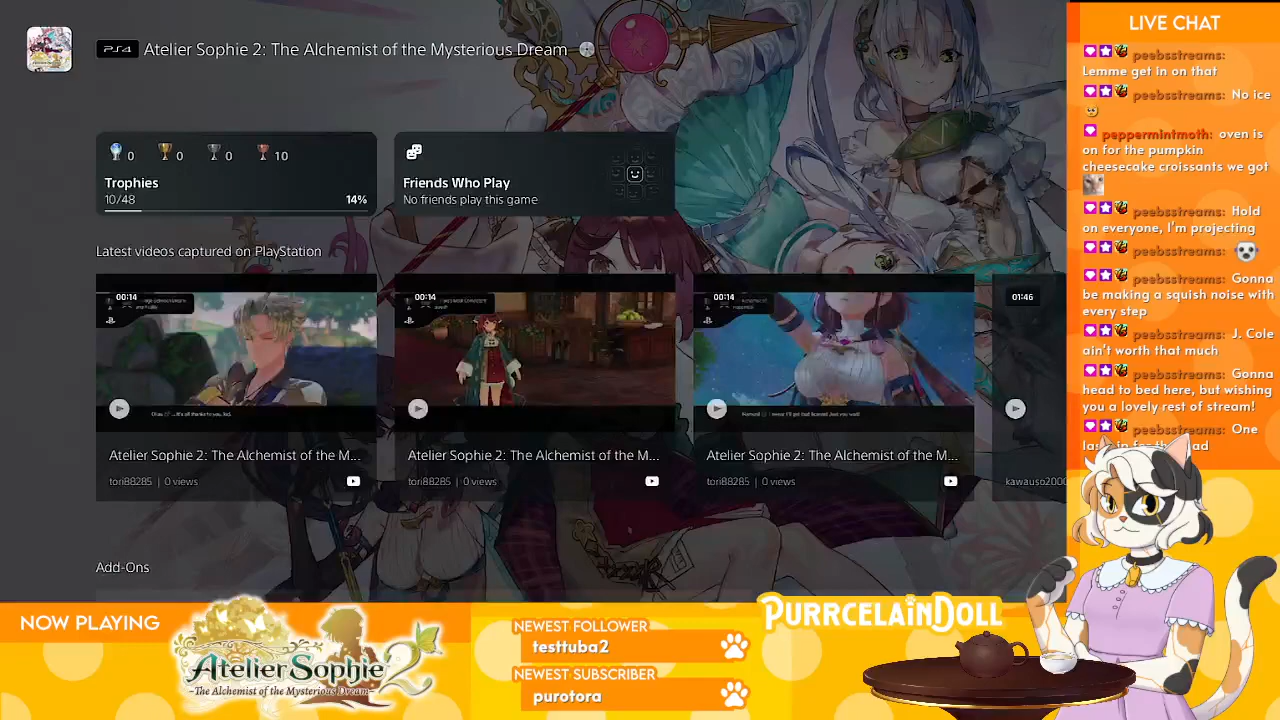 PS4 Atelier Sophie 2: The Alchemist of the Mysterious Dream
0 0 0 10
Trophies
10/48 14%
Friends Who Play
No friends play this game
Latest videos captured on PlayStation
00:14
00:14
00:14
01:46
Atelier Sophie 2: The Alchemist of the M...
tori88285 | 0 views
Atelier Sophie 2: The Alchemist of the M...
tori88285 | 0 views
Atelier Sophie 2: The Alchemist of the M...
tori88285 | 0 views
kawauso2000
Add-Ons
LIVE CHAT
peebsstreams:
Lemme get in on that
peebsstreams: No ice
peppermintmoth: oven is
on for the pumpkin
cheesecake croissants we got
peebsstreams: Hold
on everyone, I'm projecting
peebsstreams:
peebsstreams: Gonna
be making a squish noise with
every step
peebsstreams: J. Cole
ain't worth that much
peebsstreams: Gonna
head to bed here, but wishing
you a lovely rest of stream!
peebsstreams: One
NOW PLAYING
Atelier Sophie 2
~The Alchemist of the Mysterious Dream~
NEWEST FOLLOWER
testtuba2
NEWEST SUBSCRIBER
purotora
PURRCELAINDOLL